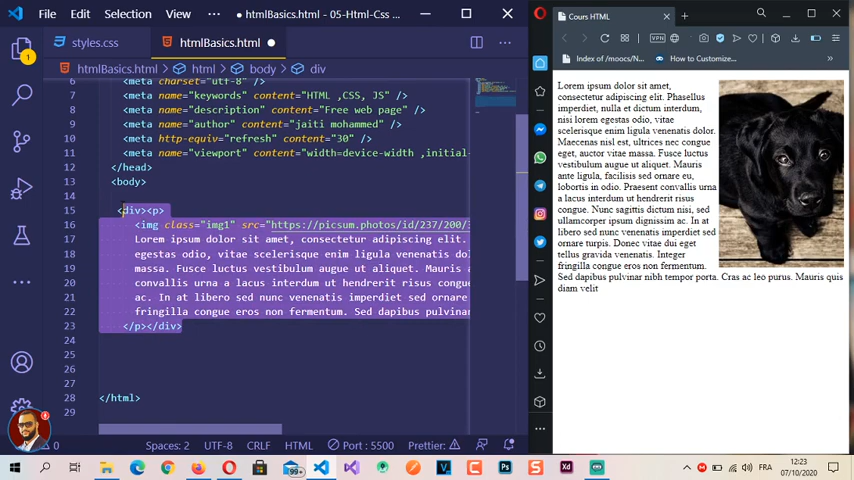 File Edit Selection View ··· ● htmlBasics.html - 05-Html-Css ...
styles.css htmlBasics.html ●
htmlBasics.html > html > body > div
6 <meta charset="utf-8" />
7 <meta name="keywords" content="HTML ,CSS, JS" />
8 <meta name="description" content="Free web page" />
9 <meta name="author" content="jaiti mohammed" />
10 <meta http-equiv="refresh" content="30" />
11 <meta name="viewport" content="width=device-width ,initial-
12 </head>
13 <body>
14
15 <div><p>
16 <img class="img1" src="https://picsum.photos/id/237/200/3
17 Lorem ipsum dolor sit amet, consectetur adipiscing elit.
18 egestas odio, vitae scelerisque enim ligula venenatis dol
19 massa. Fusce luctus vestibulum augue ut aliquet. Mauris a
20 convallis urna a lacus interdum ut hendrerit risus congue
21 ac. In at libero sed nunc venenatis imperdiet sed ornare
22 fringilla congue eros non fermentum. Sed dapibus pulvinar
23 </p></div>
24
25
26
27
28 </html>
29
1
0 Spaces: 2 UTF-8 CRLF HTML Port : 5500 Prettier:
Cours HTML
VPN
Index of /moocs/N... How to Customize... »
Lorem ipsum dolor sit amet,
consectetur adipiscing elit. Phasellus
imperdiet, nulla et dictum interdum,
nisi lorem egestas odio, vitae
scelerisque enim ligula venenatis dolor.
Maecenas nisl est, ultrices nec congue
eget, auctor vitae massa. Fusce luctus
vestibulum augue ut aliquet. Mauris
ante ligula, facilisis sed ornare eu,
lobortis in odio. Praesent convallis urna
a lacus interdum ut hendrerit risus
congue. Nunc sagittis dictum nisi, sed
ullamcorper ipsum dignissim ac. In at
libero sed nunc venenatis imperdiet sed
ornare turpis. Donec vitae dui eget
tellus gravida venenatis. Integer
fringilla congue eros non fermentum.
Sed dapibus pulvinar nibh tempor porta. Cras ac leo purus. Mauris quis
diam velit
99+
FRA
12:23
07/10/2020